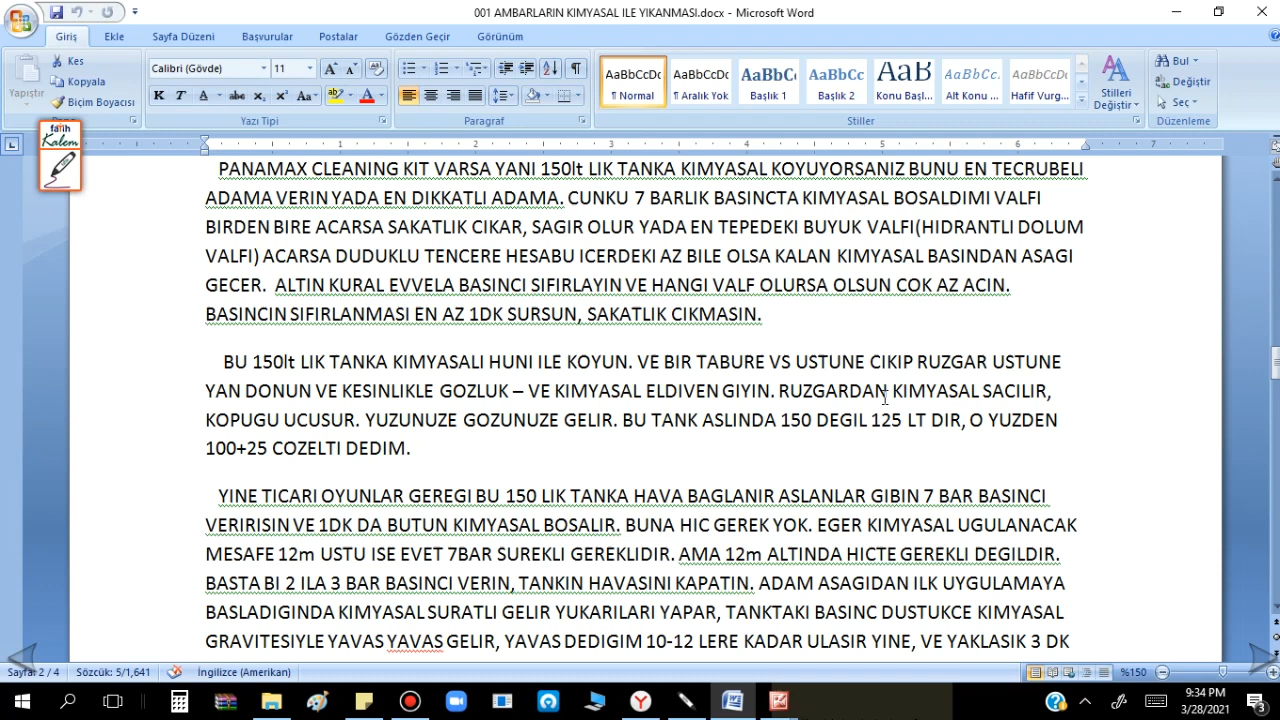 001 AMBARLARIN KIMYASAL ILE YIKANMASI.docx - Microsoft Word
Giriş Ekle Sayfa Düzeni Başvurular Postalar Gözden Geçir Görünüm
Yapıştır
Kes
Kopyala
Biçim Boyacısı
Pano
Calibri (Gövde) 11
K T A abe x₂ x² Aa
Yazı Tipi
Paragraf
AaBbCcDc AaBbCcDc AaBbC AaBbCc AaB AaBbCc. AaBbCcDc
¶ Normal ¶ Aralık Yok Başlık 1 Başlık 2 Konu Başl... Alt Konu ... Hafif Vurg...
Stiller
Stilleri
Değiştir
Bul
Değiştir
Seç
Düzenleme
fatih
Kalem
1 2 3 4 5 6 7
PANAMAX CLEANING KIT VARSA YANI 150lt LIK TANKA KIMYASAL KOYUYORSANIZ BUNU EN TECRUBELI
ADAMA VERIN YADA EN DIKKATLI ADAMA. CUNKU 7 BARLIK BASINCTA KIMYASAL BOSALDIMI VALFI
BIRDEN BIRE ACARSA SAKATLIK CIKAR, SAGIR OLUR YADA EN TEPEDEKI BUYUK VALFI(HIDRANTLI DOLUM
VALFI) ACARSA DUDUKLU TENCERE HESABU ICERDEKI AZ BILE OLSA KALAN KIMYASAL BASINDAN ASAGI
GECER. ALTIN KURAL EVVELA BASINCI SIFIRLAYIN VE HANGI VALF OLURSA OLSUN COK AZ ACIN.
BASINCIN SIFIRLANMASI EN AZ 1DK SURSUN, SAKATLIK CIKMASIN.
BU 150lt LIK TANKA KIMYASALI HUNI ILE KOYUN. VE BIR TABURE VS USTUNE CIKIP RUZGAR USTUNE
YAN DONUN VE KESINLIKLE GOZLUK – VE KIMYASAL ELDIVEN GIYIN. RUZGARDAN KIMYASAL SACILIR,
KOPUGU UCUSUR. YUZUNUZE GOZUNUZE GELIR. BU TANK ASLINDA 150 DEGIL 125 LT DIR, O YUZDEN
100+25 COZELTI DEDIM.
YINE TICARI OYUNLAR GEREGI BU 150 LIK TANKA HAVA BAGLANIR ASLANLAR GIBIN 7 BAR BASINCI
VERIRISIN VE 1DK DA BUTUN KIMYASAL BOSALIR. BUNA HIC GEREK YOK. EGER KIMYASAL UGULANACAK
MESAFE 12m USTU ISE EVET 7BAR SUREKLI GEREKLIDIR. AMA 12m ALTINDA HICTE GEREKLI DEGILDIR.
BASTA BI 2 ILA 3 BAR BASINCI VERIN, TANKIN HAVASINI KAPATIN. ADAM ASAGIDAN ILK UYGULAMAYA
BASLADIGINDA KIMYASAL SURATLI GELIR YUKARILARI YAPAR, TANKTAKI BASINC DUSTUKCE KIMYASAL
GRAVITESIYLE YAVAS YAVAS GELIR, YAVAS DEDIGIM 10-12 LERE KADAR ULASIR YINE, VE YAKLASIK 3 DK
Sayfa: 2 / 4 Sözcük: 5/1,641 İngilizce (Amerikan) %150
9:34 PM
3/28/2021
3